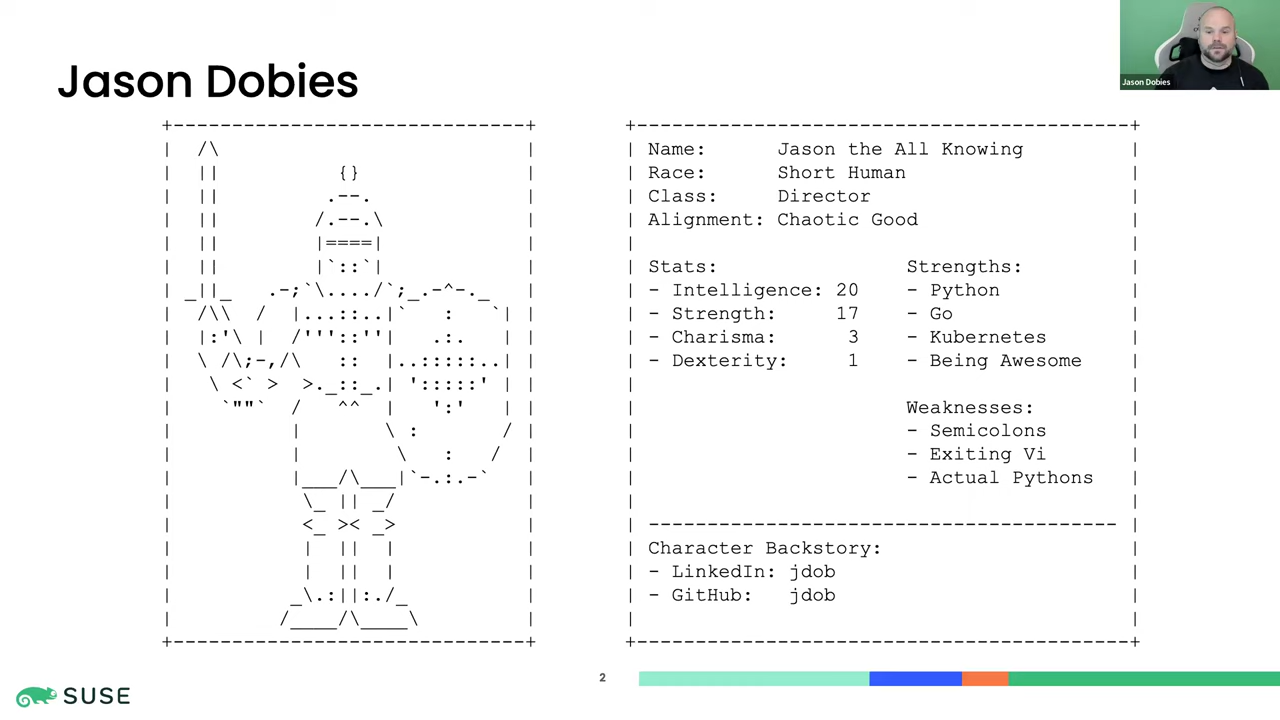 Jason Dobies
Jason Dobies
Name: Jason the All Knowing
Race: Short Human
Class: Director
Alignment: Chaotic Good
Stats:
- Intelligence: 20
- Strength: 17
- Charisma: 3
- Dexterity: 1
Strengths:
- Python
- Go
- Kubernetes
- Being Awesome
Weaknesses:
- Semicolons
- Exiting Vi
- Actual Pythons
Character Backstory:
- LinkedIn: jdob
- GitHub: jdob
2
SUSE